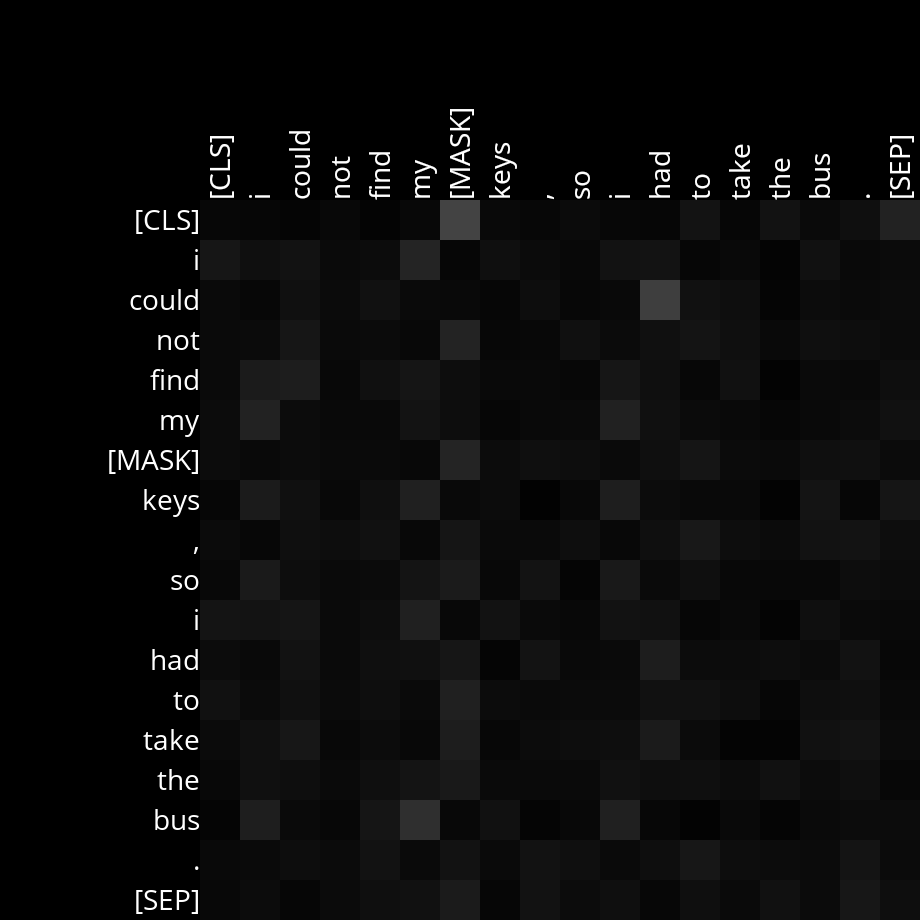 [CLS] i could not find my [MASK] keys , so i had to take the bus . [SEP]
[CLS]
i
could
not
find
my
[MASK]
keys
,
so
i
had
to
take
the
bus
.
[SEP]